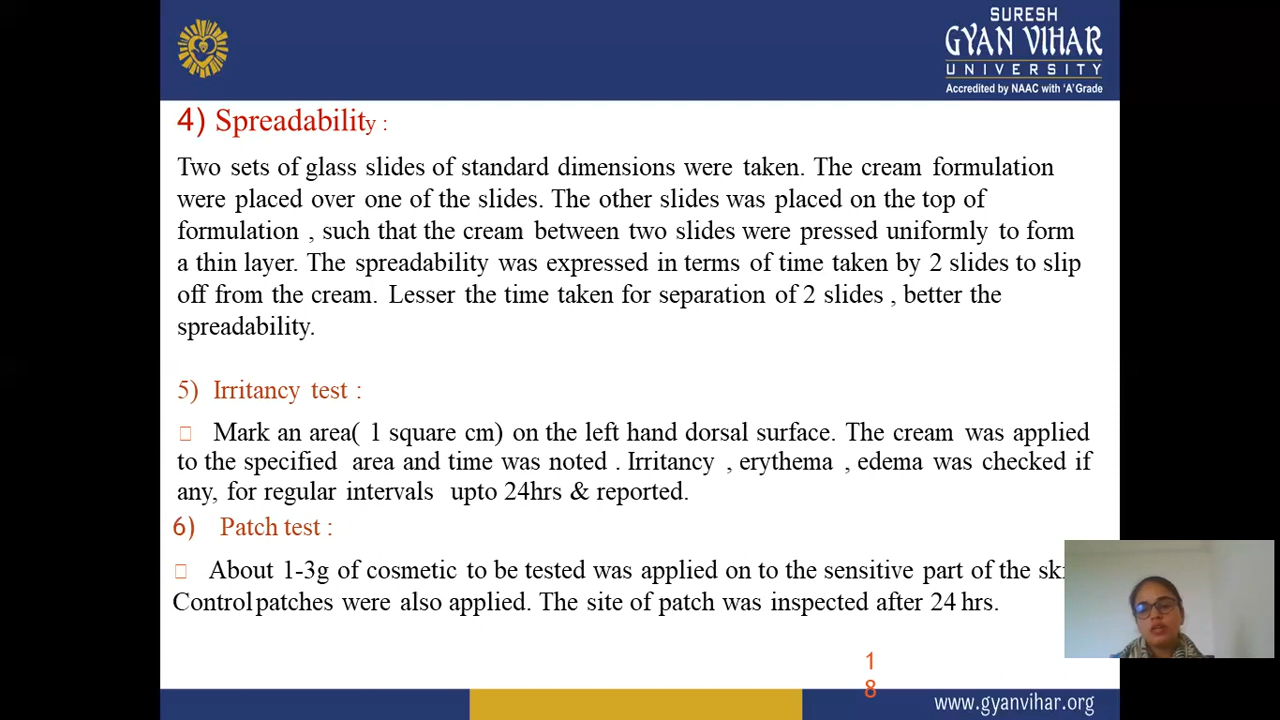 SURESH
GYAN VIHAR
UNIVERSITY
Accredited by NAAC with 'A' Grade
4) Spreadability :
Two sets of glass slides of standard dimensions were taken. The cream formulation
were placed over one of the slides. The other slides was placed on the top of
formulation , such that the cream between two slides were pressed uniformly to form
a thin layer. The spreadability was expressed in terms of time taken by 2 slides to slip
off from the cream. Lesser the time taken for separation of 2 slides , better the
spreadability.
5) Irritancy test :
Mark an area( 1 square cm) on the left hand dorsal surface. The cream was applied
to the specified area and time was noted . Irritancy , erythema , edema was checked if
any, for regular intervals upto 24hrs & reported.
6) Patch test :
About 1-3g of cosmetic to be tested was applied on to the sensitive part of the
Control patches were also applied. The site of patch was inspected after 24 hrs.
1
8
www.gyanvihar.org